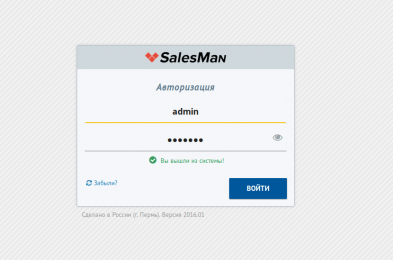 SALESMAN
Авторизация
admin
•••••••
Вы вышли из системы!
Забыли?
ВОЙТИ
Сделано в России (г. Пермь). Версия 2016.01